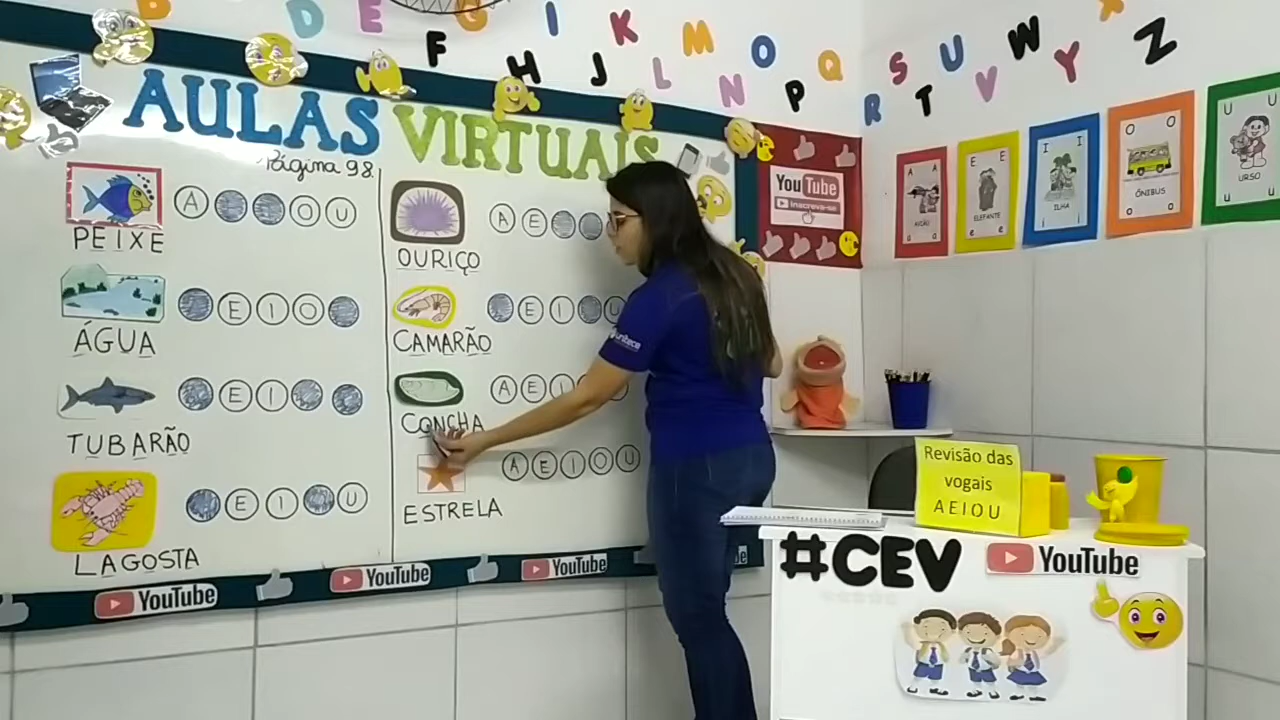 B D E G I K M O Q S U W Y X
F H J L N P R T V Z
AULAS VIRTUAIS
Página 98
PEIXE
A O U
ÁGUA
E I O
TUBARÃO
E I
LAGOSTA
E I U
OURIÇO
A E
CAMARÃO
E I U
CONCHA
A E I
ESTRELA
A E I O U
YouTube
Inscreva-se
A A
AVIÃO
a
E E
ELEFANTE
e e
I I
ILHA
i i
O O
ÔNIBUS
o o
U U
URSO
u u
Revisão das
vogais
A E I O U
#CEV
YouTube
YouTube
YouTube
YouTube